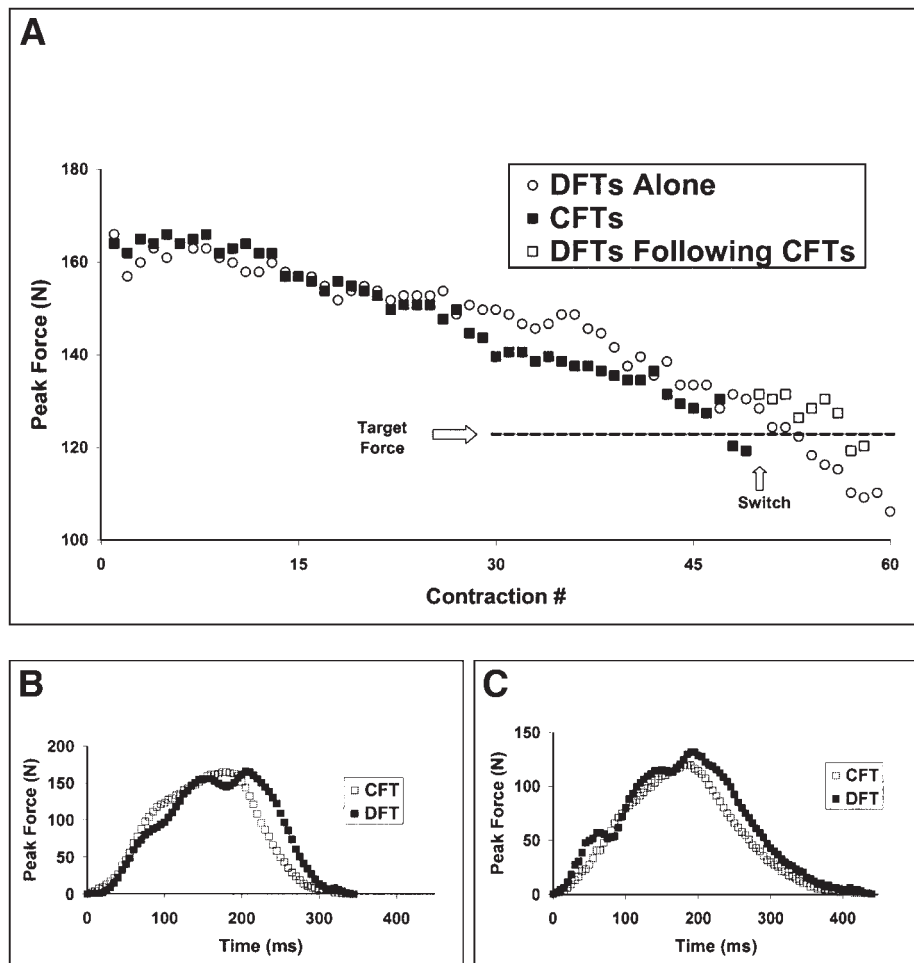 A
180
160
140
120
100
Peak Force (N)
DFTs Alone
CFTs
DFTs Following CFTs
Target
Force
Switch
0 15 30 45 60
Contraction #
B
200
150
100
50
0
Peak Force (N)
CFT
DFT
0 100 200 300 400
Time (ms)
C
150
100
50
0
Peak Force (N)
CFT
DFT
0 100 200 300 400
Time (ms)